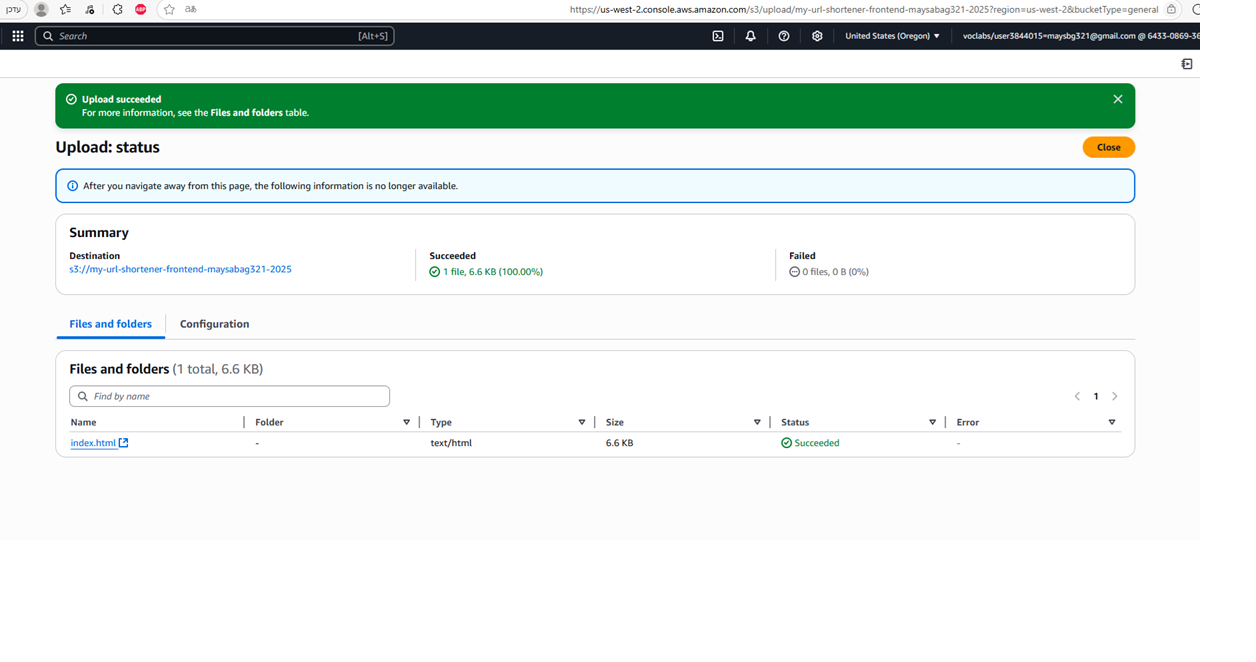 עדכן
ABP
https://us-west-2.console.aws.amazon.com/s3/upload/my-url-shortener-frontend-maysabag321-2025?region=us-west-2&bucketType=general
Search [Alt+S] United States (Oregon) voclabs/user3844015=maysbg321@gmail.com @ 6433-0869-36
Upload succeeded
For more information, see the Files and folders table.
Upload: status Close
After you navigate away from this page, the following information is no longer available.
Summary
Destination Succeeded Failed
s3://my-url-shortener-frontend-maysabag321-2025 1 file, 6.6 KB (100.00%) 0 files, 0 B (0%)
Files and folders Configuration
Files and folders (1 total, 6.6 KB)
Find by name 1
Name Folder Type Size Status Error
index.html - text/html 6.6 KB Succeeded -